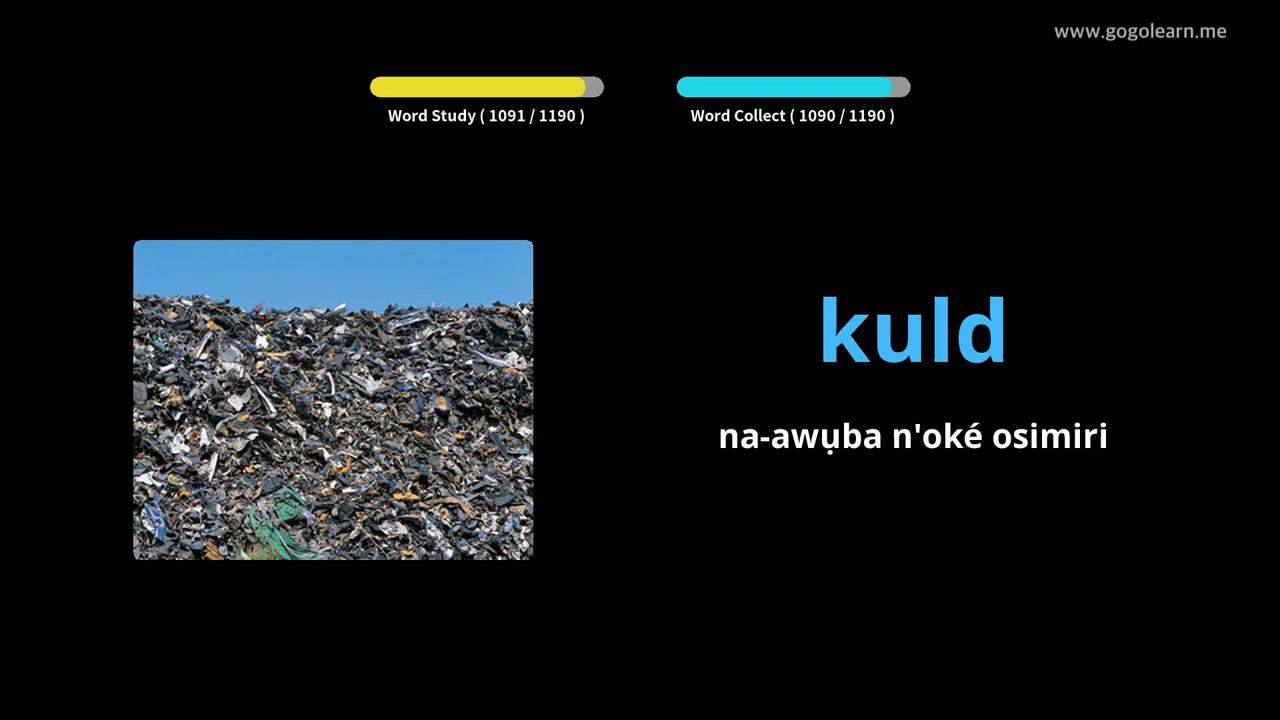 www.gogolearn.me
Word Study ( 1091 / 1190 )
Word Collect ( 1090 / 1190 )
kuld
na-awụba n'oké osimiri